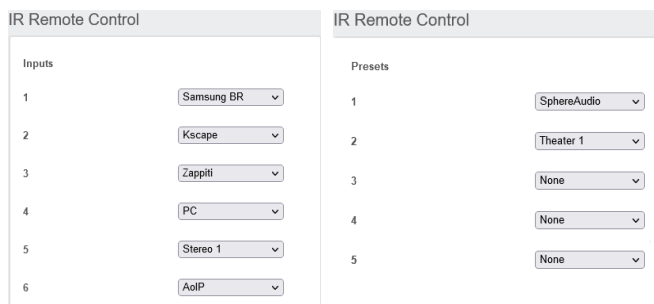 IR Remote Control
Inputs
1 Samsung BR
2 Kscape
3 Zappiti
4 PC
5 Stereo 1
6 AoIP
IR Remote Control
Presets
1 SphereAudio
2 Theater 1
3 None
4 None
5 None